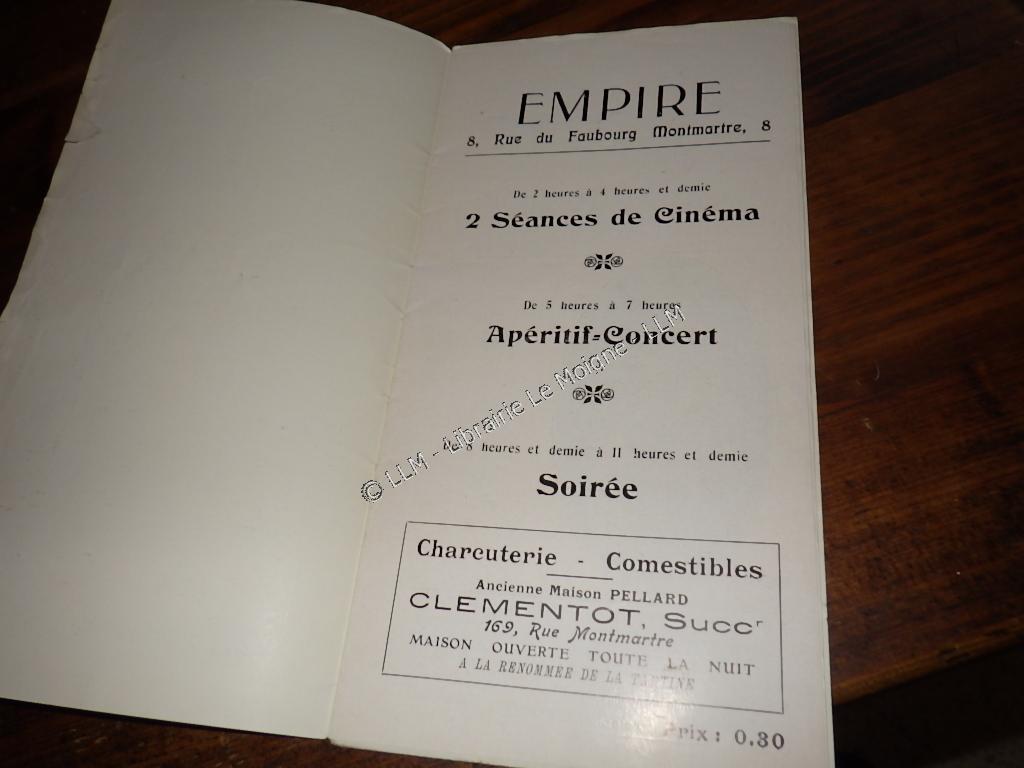 EMPIRE
8, Rue du Faubourg Montmartre, 8
De 2 heures à 4 heures et demie
2 Séances de Cinéma
De 5 heures à 7 heures
Apéritif=Concert
© LLM - Librairie Le Moigne - LLM
De 8 heures et demie à 11 heures et demie
Soirée
Charcuterie - Comestibles
Ancienne Maison PELLARD
CLEMENTOT, Succr
169, Rue Montmartre
MAISON OUVERTE TOUTE LA NUIT
A LA RENOMMEE DE LA TARTINE
Prix : 0.30